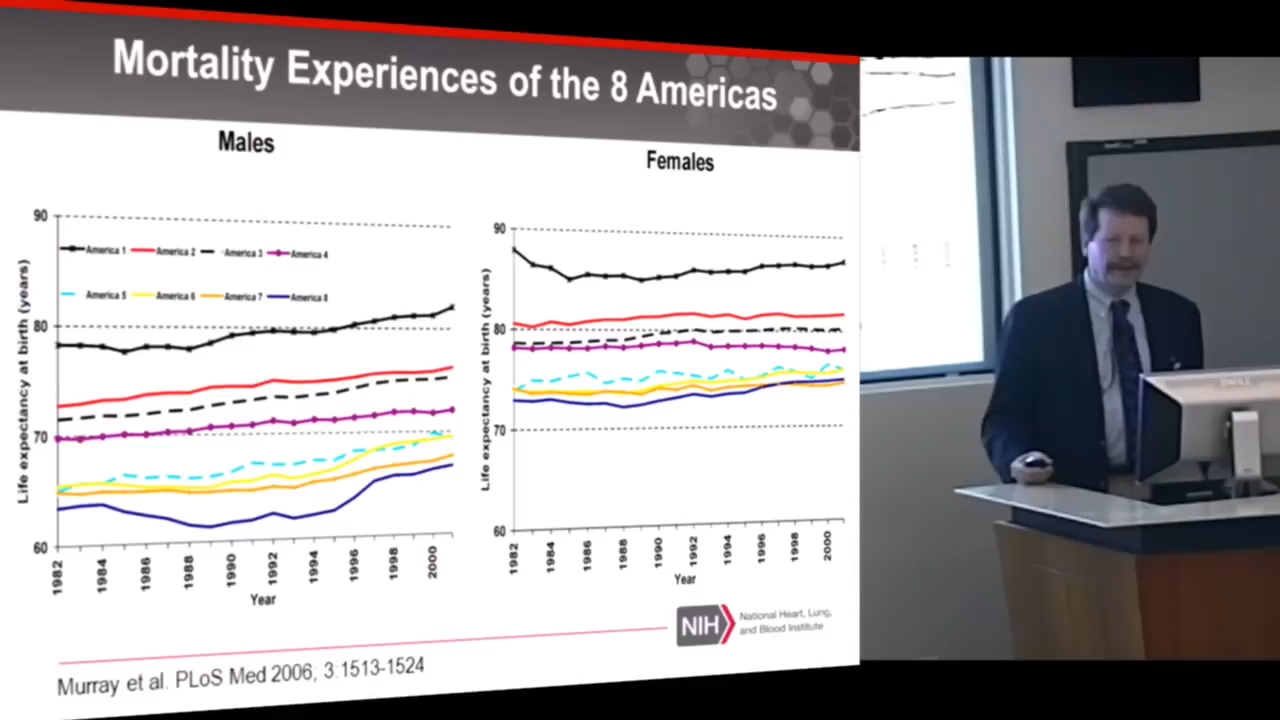 Mortality Experiences of the 8 Americas
Males
Females
Life expectancy at birth (years)
90
80
70
60
America 1
America 2
America 3
America 4
America 5
America 6
America 7
America 8
1982
1984
1986
1988
1990
1992
1994
1996
1998
2000
Year
Life expectancy at birth (years)
90
80
70
60
1982
1984
1986
1988
1990
1992
1994
1996
1998
2000
Year
NIH
National Heart, Lung,
and Blood Institute
Murray et al. PLoS Med 2006; 3:1513-1524
DELL